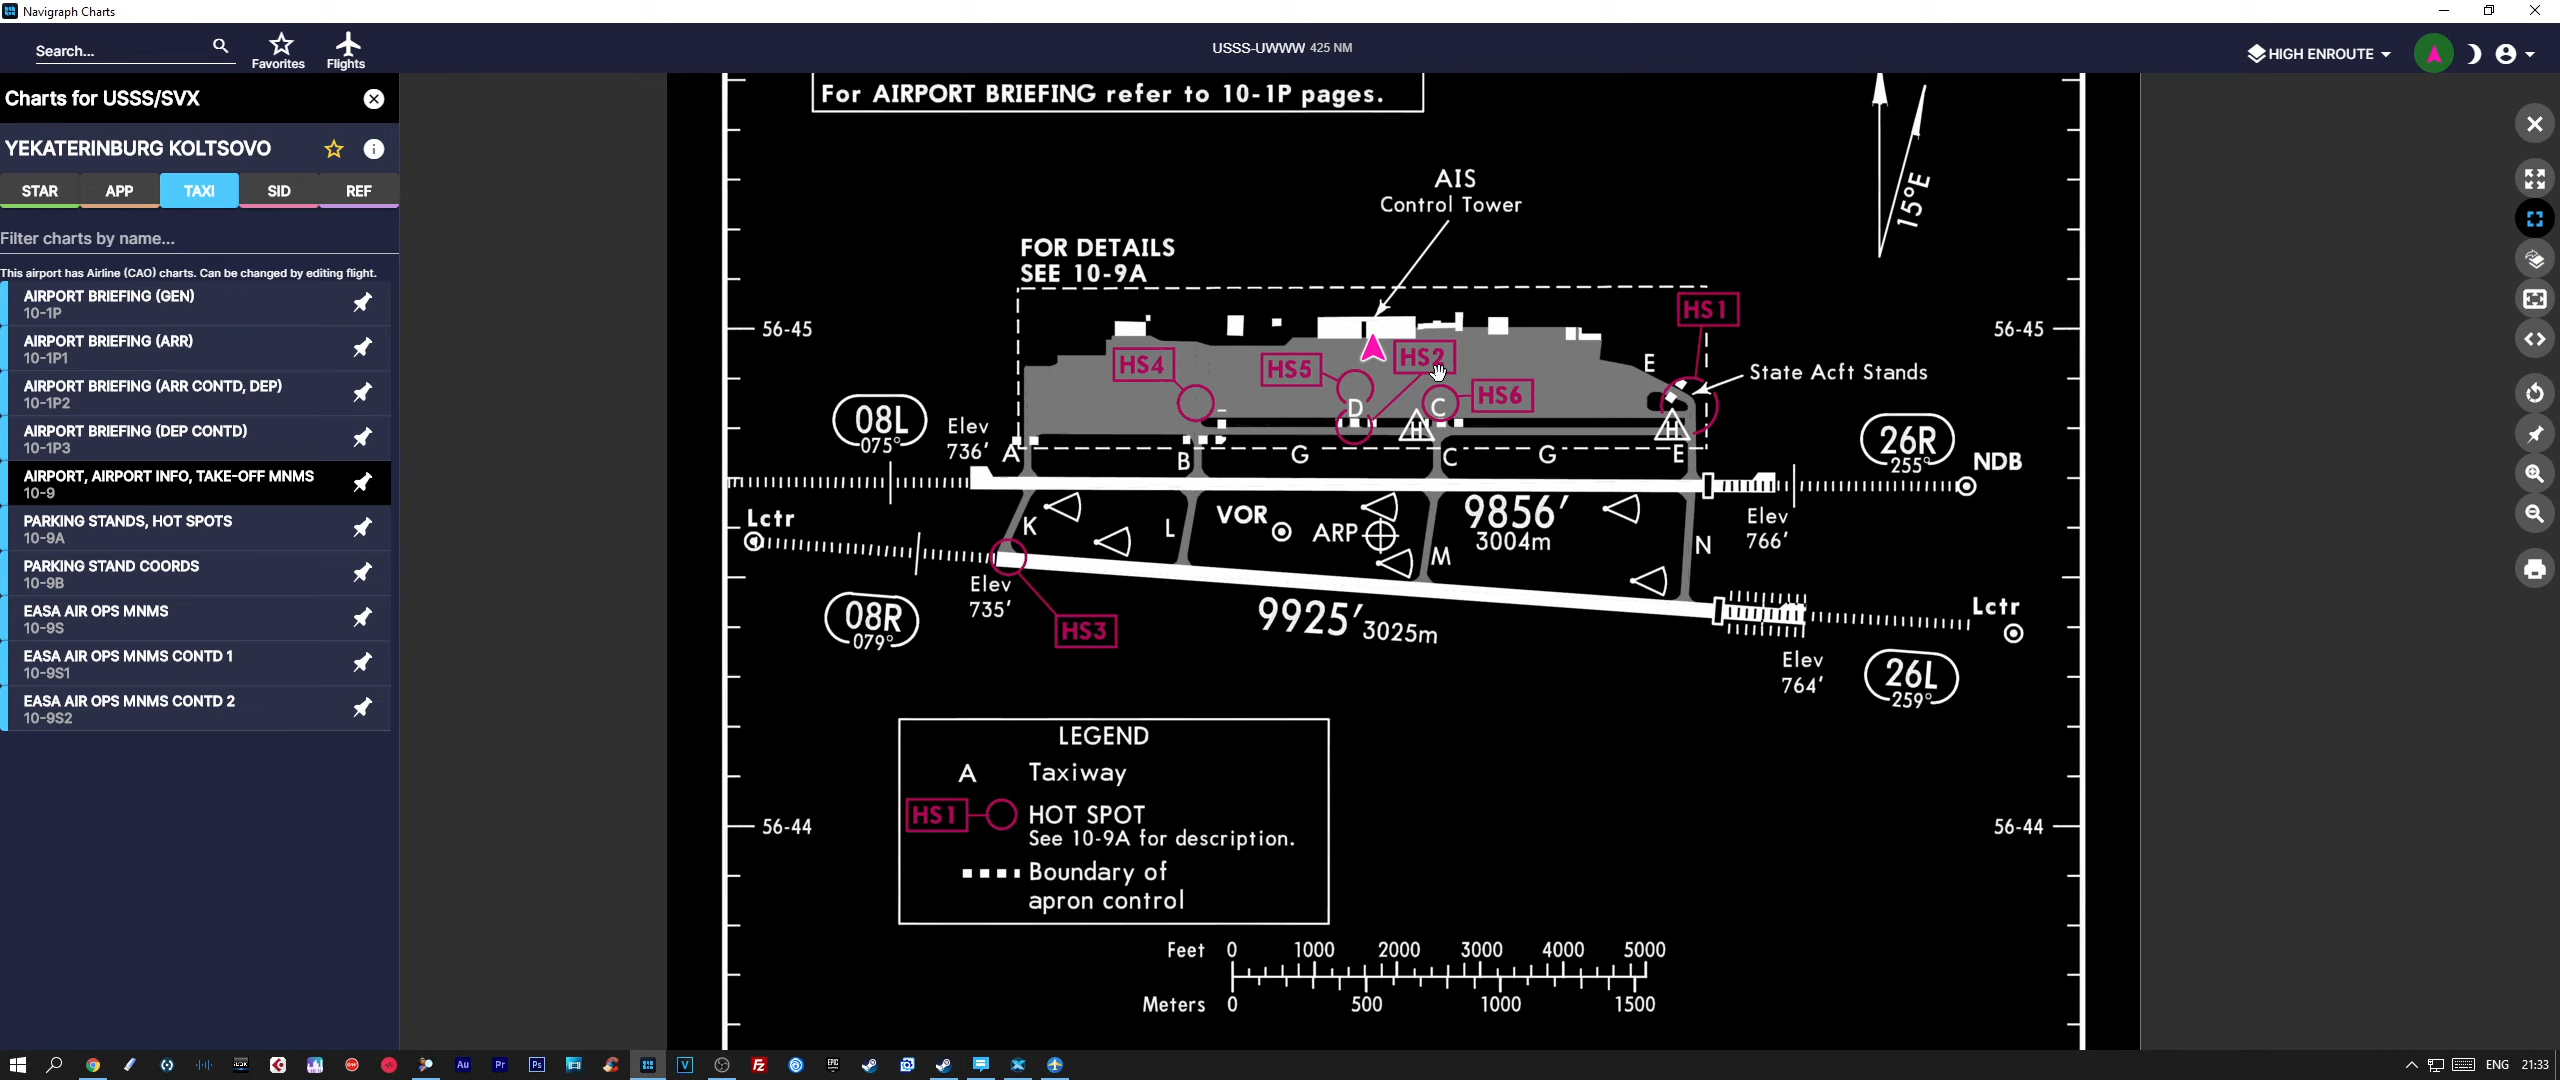 Navigraph Charts
Search...
Favorites
Flights
USSS-UWWW 425 NM
HIGH ENROUTE
Charts for USSS/SVX
YEKATERINBURG KOLTSOVO
STAR
APP
TAXI
SID
REF
Filter charts by name...
This airport has Airline (CAO) charts. Can be changed by editing flight.
AIRPORT BRIEFING (GEN)
10-1P
AIRPORT BRIEFING (ARR)
10-1P1
AIRPORT BRIEFING (ARR CONTD, DEP)
10-1P2
AIRPORT BRIEFING (DEP CONTD)
10-1P3
AIRPORT, AIRPORT INFO, TAKE-OFF MNMS
10-9
PARKING STANDS, HOT SPOTS
10-9A
PARKING STAND COORDS
10-9B
EASA AIR OPS MNMS
10-9S
EASA AIR OPS MNMS CONTD 1
10-9S1
EASA AIR OPS MNMS CONTD 2
10-9S2
For AIRPORT BRIEFING refer to 10-1P pages.
15°E
AIS
Control Tower
FOR DETAILS
SEE 10-9A
HS1
56-45
56-45
HS4
HS5
HS2
E
State Acft Stands
HS6
D
C
H
H
08L
075°
Elev
736'
A
B
G
C
G
E
26R
255°
NDB
Lctr
K
L
VOR
ARP
M
9856'
3004m
N
Elev
766'
08R
079°
Elev
735'
HS3
9925' 3025m
Lctr
Elev
764'
26L
259°
LEGEND
A Taxiway
HS1 HOT SPOT
See 10-9A for description.
Boundary of
apron control
56-44
56-44
Feet 0 1000 2000 3000 4000 5000
Meters 0 500 1000 1500
Au
Pr
Ps
V
FZ
EPIC
ENG
21:33